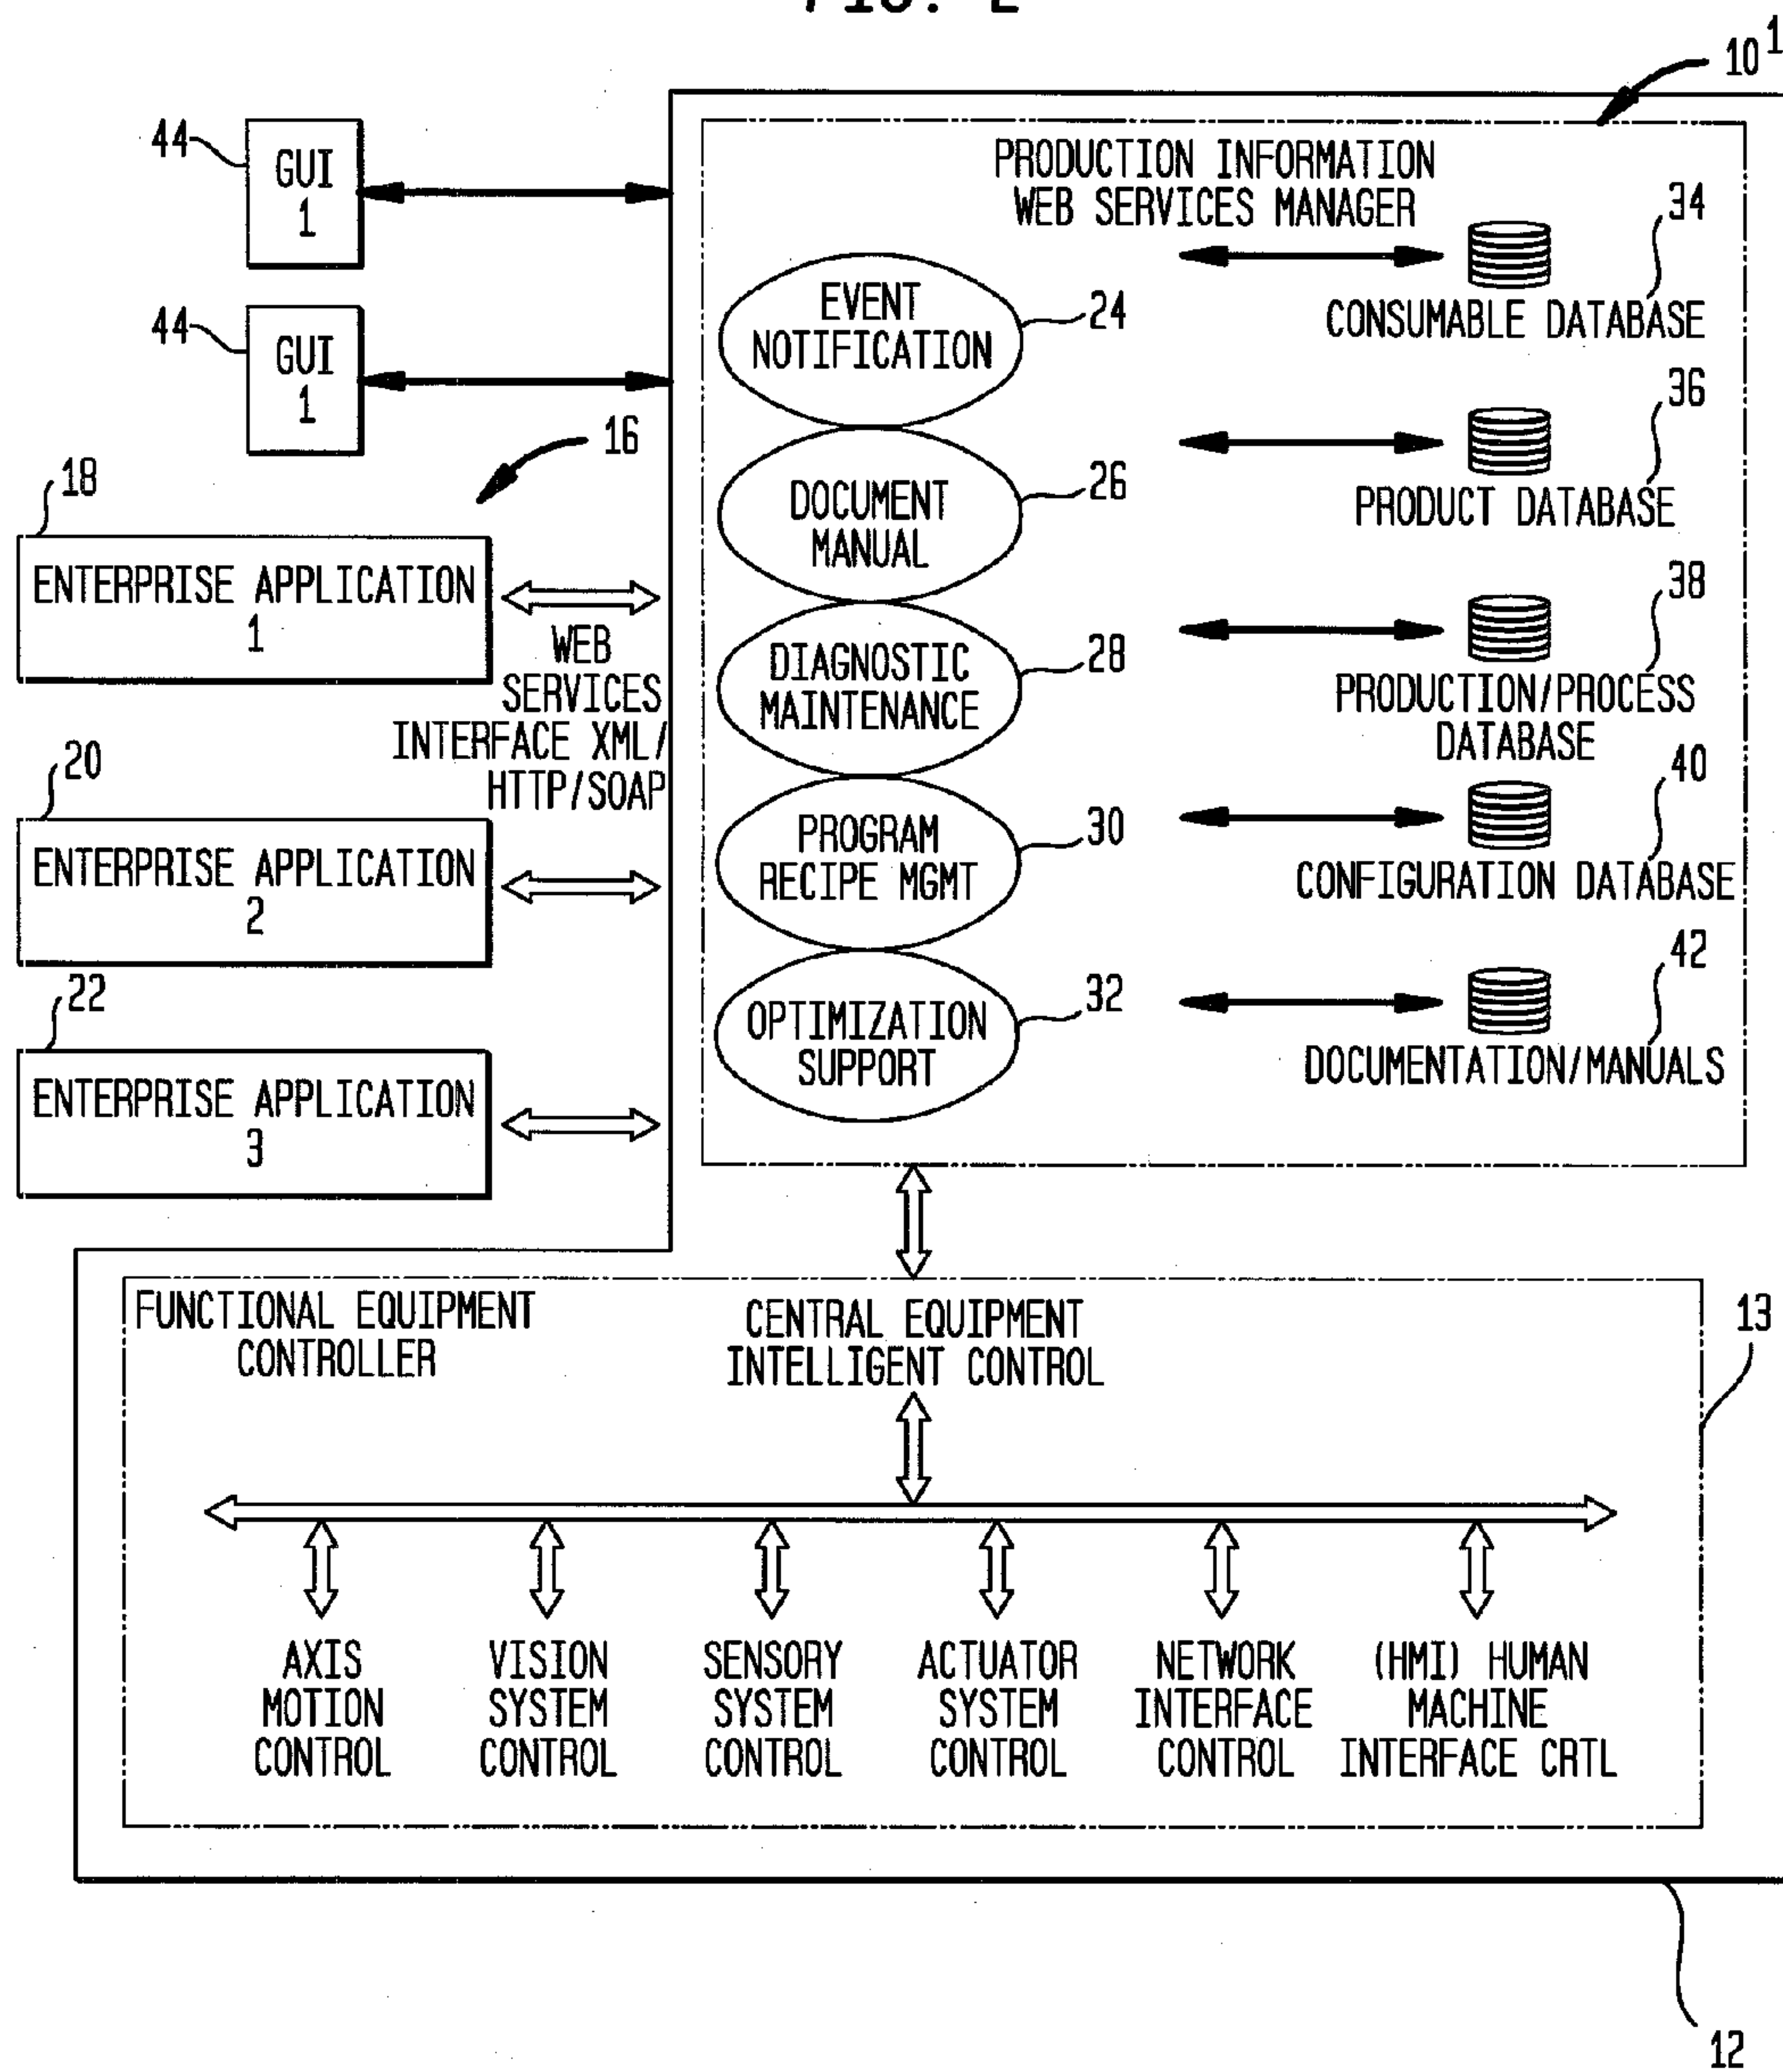 FIG. 2
10
1
44
GUI
1
44
GUI
1
16
18
ENTERPRISE APPLICATION
1
WEB
SERVICES
INTERFACE XML/
HTTP/SOAP
20
ENTERPRISE APPLICATION
2
22
ENTERPRISE APPLICATION
3
PRODUCTION INFORMATION
WEB SERVICES MANAGER
EVENT
NOTIFICATION
24
DOCUMENT
MANUAL
26
DIAGNOSTIC
MAINTENANCE
28
PROGRAM
RECIPE MGMT
30
OPTIMIZATION
SUPPORT
32
34
CONSUMABLE DATABASE
36
PRODUCT DATABASE
38
PRODUCTION/PROCESS
DATABASE
40
CONFIGURATION DATABASE
42
DOCUMENTATION/MANUALS
FUNCTIONAL EQUIPMENT
CONTROLLER
CENTRAL EQUIPMENT
INTELLIGENT CONTROL
13
AXIS
MOTION
CONTROL
VISION
SYSTEM
CONTROL
SENSORY
SYSTEM
CONTROL
ACTUATOR
SYSTEM
CONTROL
NETWORK
INTERFACE
CONTROL
(HMI) HUMAN
MACHINE
INTERFACE CRTL
12